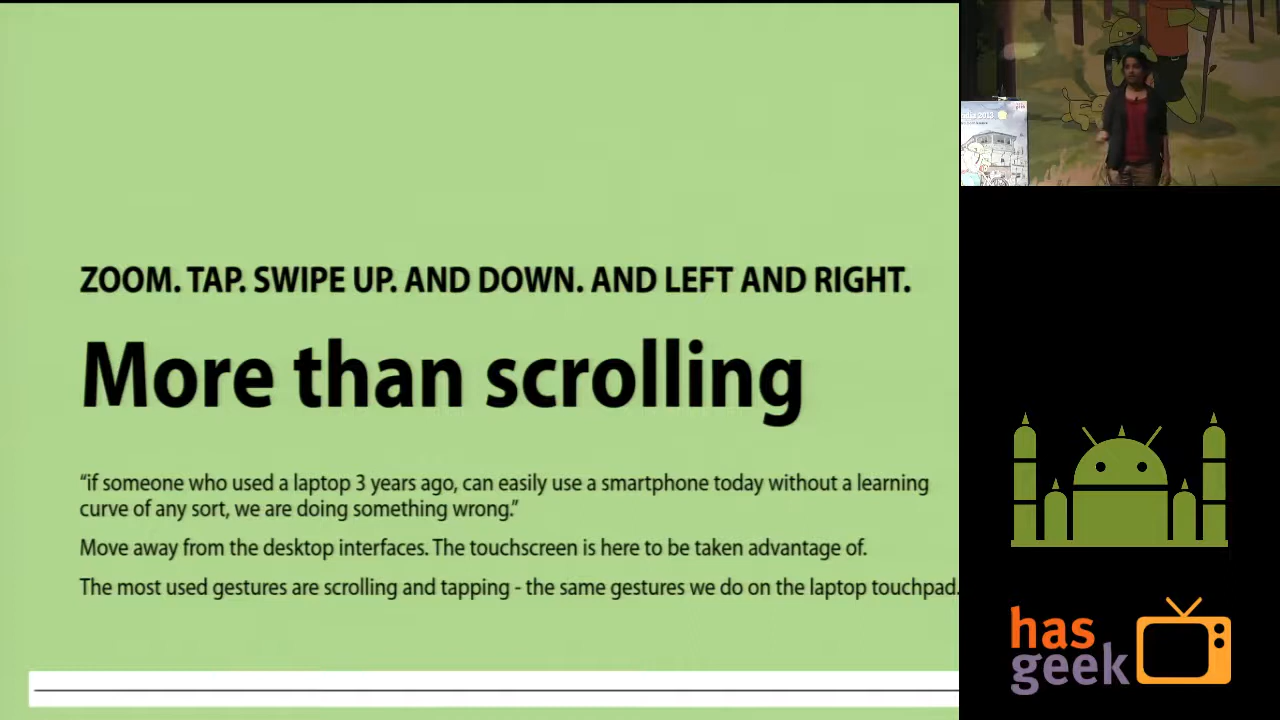 ZOOM. TAP. SWIPE UP. AND DOWN. AND LEFT AND RIGHT.
More than scrolling
“if someone who used a laptop 3 years ago, can easily use a smartphone today without a learning
curve of any sort, we are doing something wrong.”
Move away from the desktop interfaces. The touchscreen is here to be taken advantage of.
The most used gestures are scrolling and tapping - the same gestures we do on the laptop touchpad.
2013
has
geek